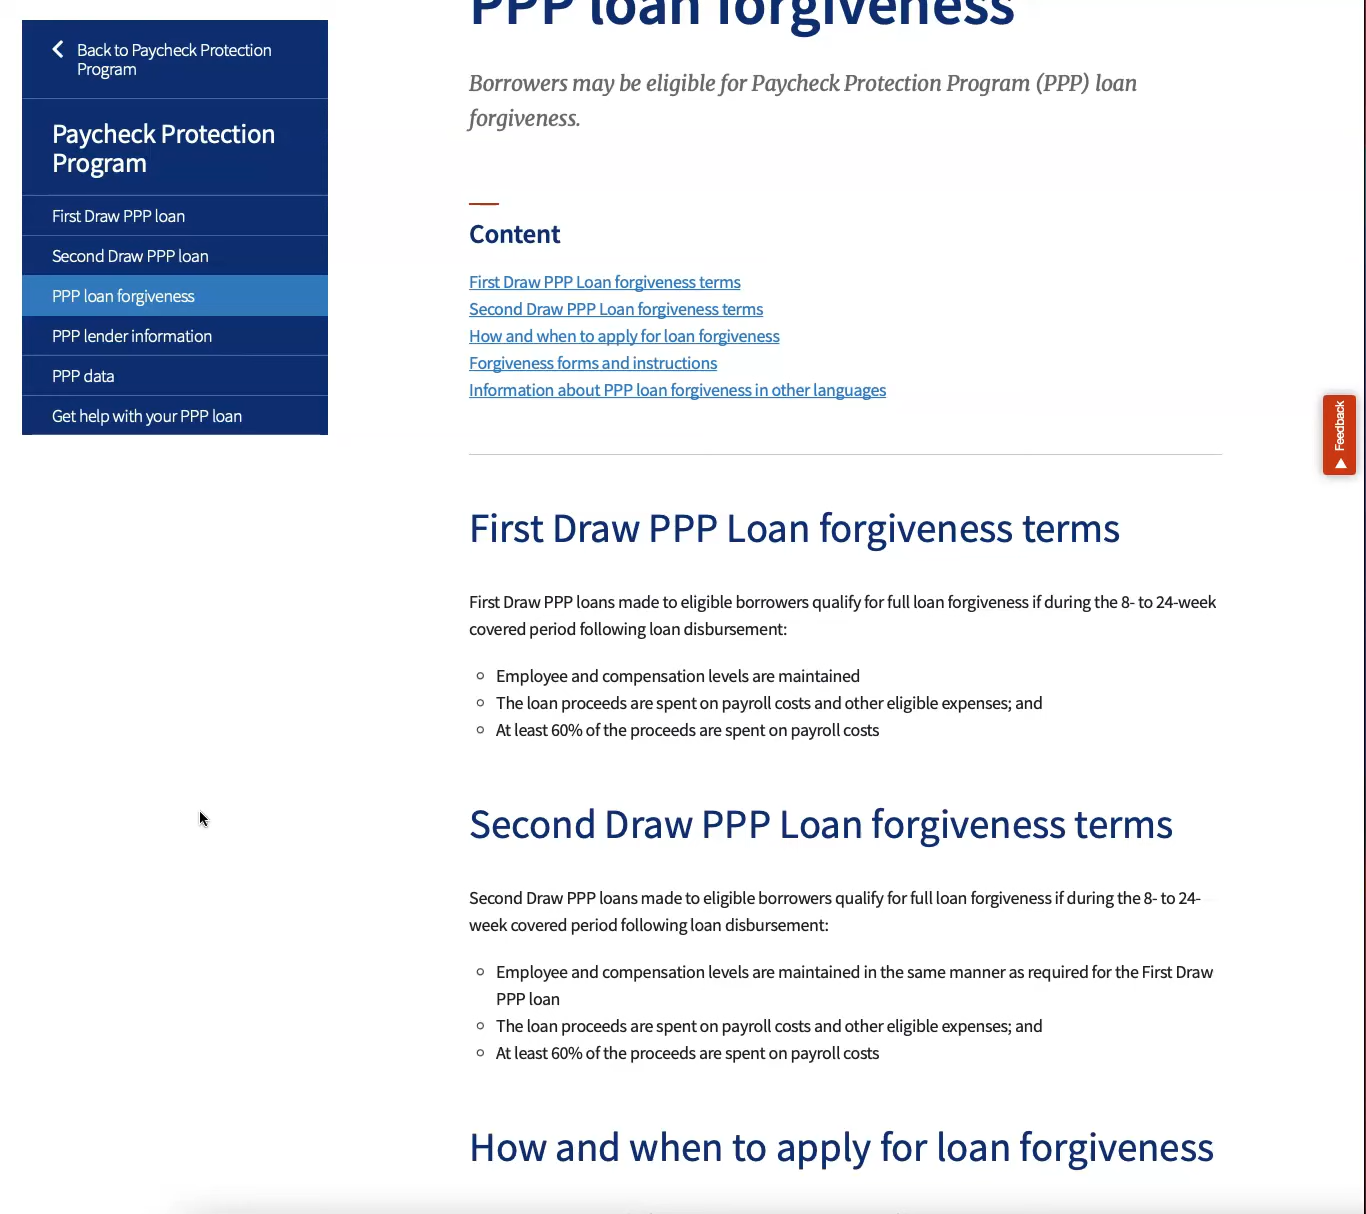 PPP loan forgiveness
Back to Paycheck Protection
Program
Paycheck Protection
Program
First Draw PPP loan
Second Draw PPP loan
PPP loan forgiveness
PPP lender information
PPP data
Get help with your PPP loan
Borrowers may be eligible for Paycheck Protection Program (PPP) loan
forgiveness.
Content
First Draw PPP Loan forgiveness terms
Second Draw PPP Loan forgiveness terms
How and when to apply for loan forgiveness
Forgiveness forms and instructions
Information about PPP loan forgiveness in other languages
Feedback
First Draw PPP Loan forgiveness terms
First Draw PPP loans made to eligible borrowers qualify for full loan forgiveness if during the 8- to 24-week
covered period following loan disbursement:
Employee and compensation levels are maintained
The loan proceeds are spent on payroll costs and other eligible expenses; and
At least 60% of the proceeds are spent on payroll costs
Second Draw PPP Loan forgiveness terms
Second Draw PPP loans made to eligible borrowers qualify for full loan forgiveness if during the 8- to 24-
week covered period following loan disbursement:
Employee and compensation levels are maintained in the same manner as required for the First Draw
PPP loan
The loan proceeds are spent on payroll costs and other eligible expenses; and
At least 60% of the proceeds are spent on payroll costs
How and when to apply for loan forgiveness